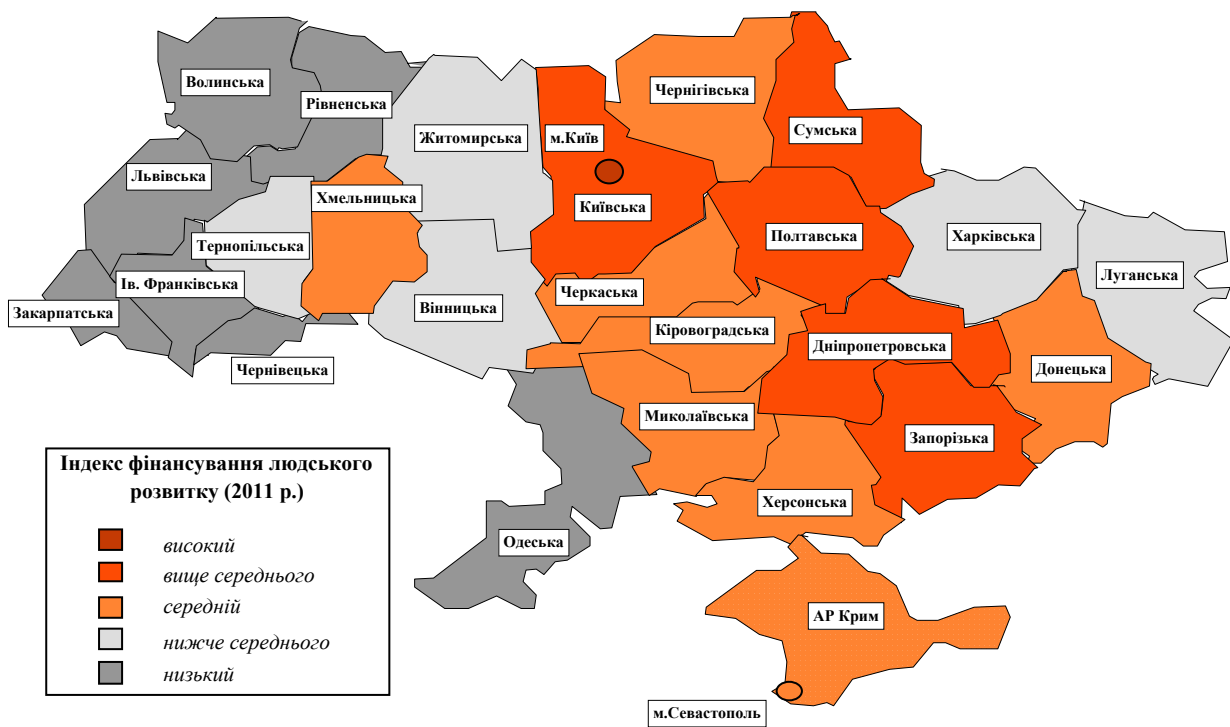 Волинська
Рівненська
Чернігівська
Житомирська
м.Київ
Сумська
Львівська
Хмельницька
Київська
Тернопільська
Полтавська
Харківська
Ів. Франківська
Черкаська
Луганська
Закарпатська
Вінницька
Кіровоградська
Дніпропетровська
Чернівецька
Донецька
Миколаївська
Запорізька
Херсонська
Одеська
АР Крим
м.Севастополь
Індекс фінансування людського
розвитку (2011 р.)
високий
вище середнього
середній
нижче середнього
низький